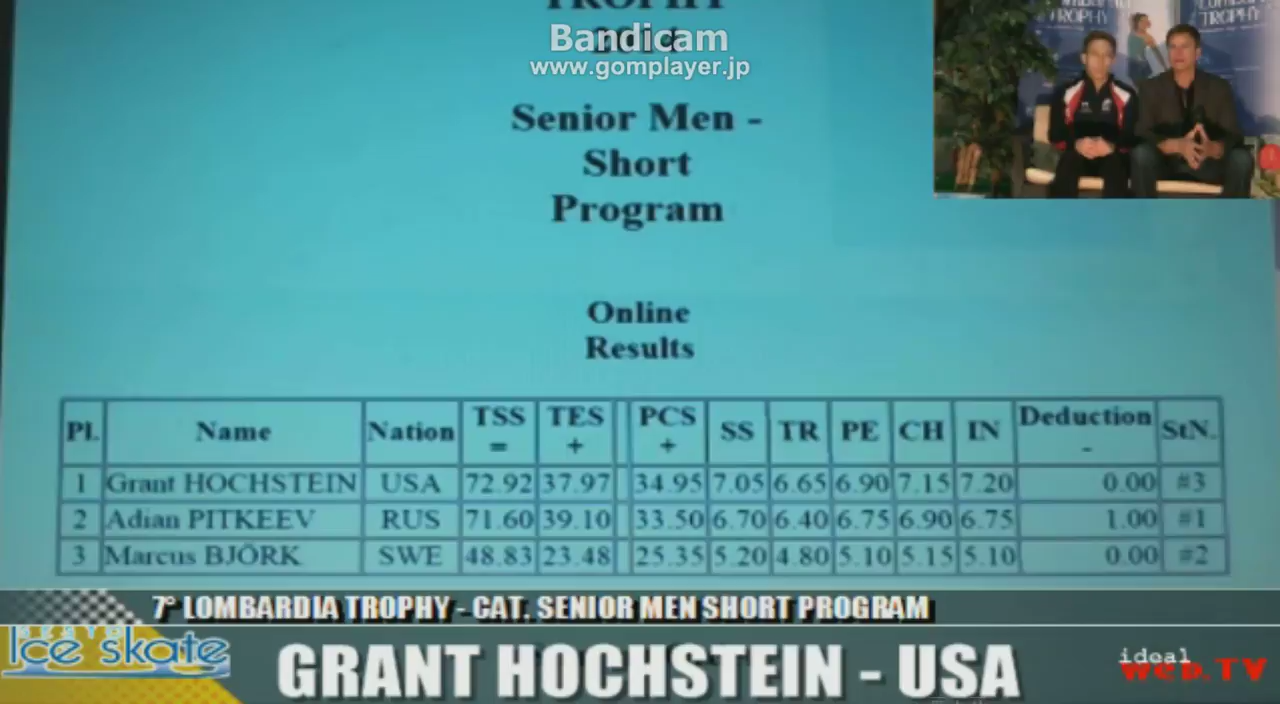 TROPHY
2014
Bandicam
www.gomplayer.jp
TROPHY
TROPHY
Senior Men -
Short
Program
Online
Results
Pl. Name Nation TSS = TES + PCS + SS TR PE CH IN Deduction - StN.
1 Grant HOCHSTEIN USA 72.92 37.97 34.95 7.05 6.65 6.90 7.15 7.20 0.00 #3
2 Adian PITKEEV RUS 71.60 39.10 33.50 6.70 6.40 6.75 6.90 6.75 1.00 #1
3 Marcus BJÖRK SWE 48.83 23.48 25.35 5.20 4.80 5.10 5.15 5.10 0.00 #2
7° LOMBARDIA TROPHY - CAT. SENIOR MEN SHORT PROGRAM
Ice skate
GRANT HOCHSTEIN - USA
ideal
web.TV